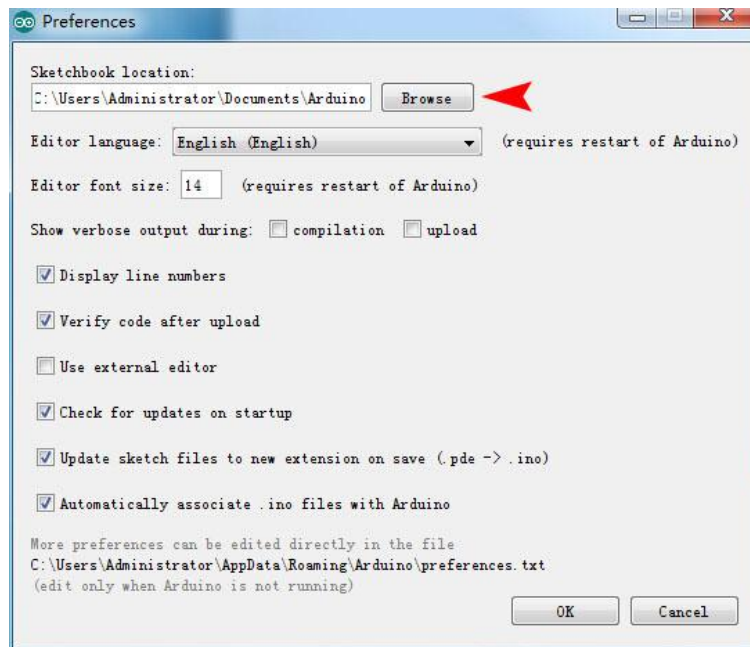 Preferences
Sketchbook location:
C:\Users\Administrator\Documents\Arduino Browse
Editor language: English (English) (requires restart of Arduino)
Editor font size: 14 (requires restart of Arduino)
Show verbose output during: compilation upload
Display line numbers
Verify code after upload
Use external editor
Check for updates on startup
Update sketch files to new extension on save (.pde -> .ino)
Automatically associate .ino files with Arduino
More preferences can be edited directly in the file
C:\Users\Administrator\AppData\Roaming\Arduino\preferences.txt
(edit only when Arduino is not running)
OK Cancel